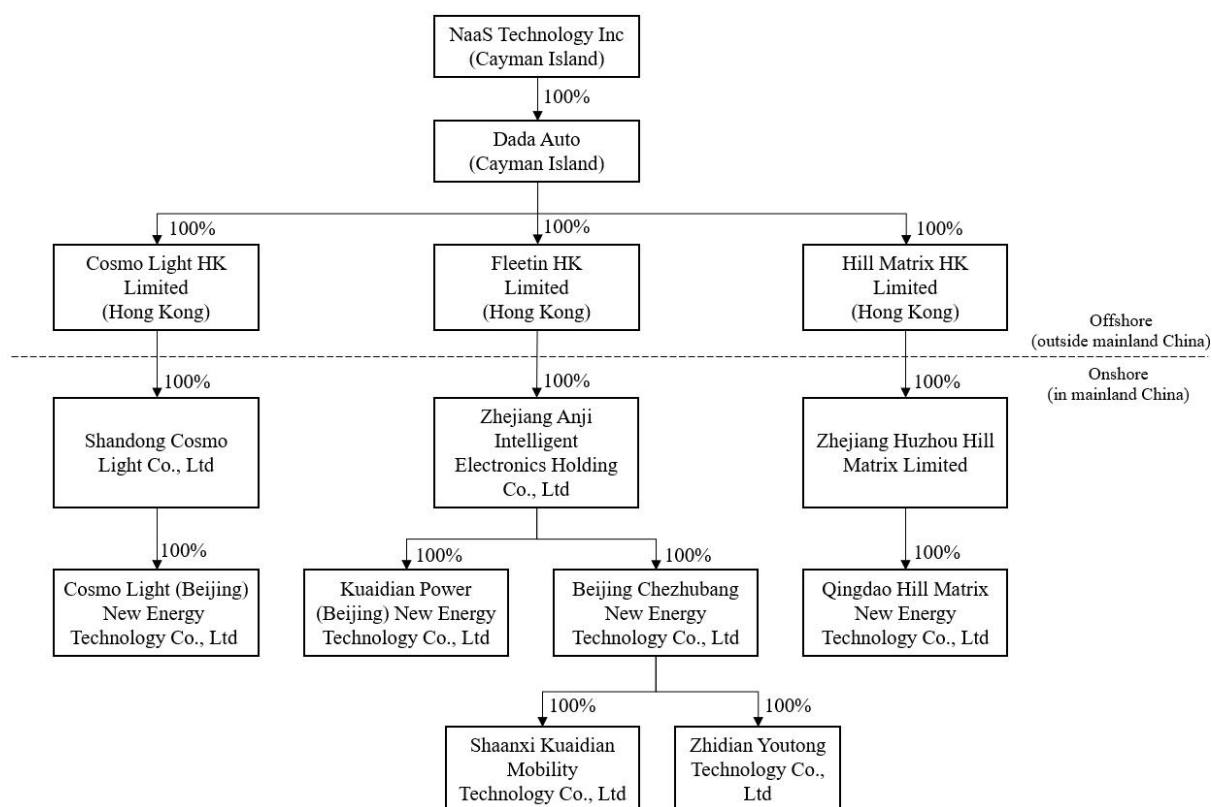 NaaS Technology Inc
(Cayman Island)
100%
Dada Auto
(Cayman Island)
100%
100%
100%
Cosmo Light HK
Limited
(Hong Kong)
Fleetin HK
Limited
(Hong Kong)
Hill Matrix HK
Limited
(Hong Kong)
Offshore
(outside mainland China)
Onshore
(in mainland China)
100%
100%
100%
Shandong Cosmo
Light Co., Ltd
Zhejiang Anji
Intelligent
Electronics Holding
Co., Ltd
Zhejiang Huzhou Hill
Matrix Limited
100%
100%
100%
100%
Cosmo Light (Beijing)
New Energy
Technology Co., Ltd
Kuaidian Power
(Beijing) New Energy
Technology Co., Ltd
Beijing Chezhubang
New Energy
Technology Co., Ltd
Qingdao Hill Matrix
New Energy
Technology Co., Ltd
100%
100%
Shaanxi Kuaidian
Mobility
Technology Co., Ltd
Zhidian Youtong
Technology Co.,
Ltd